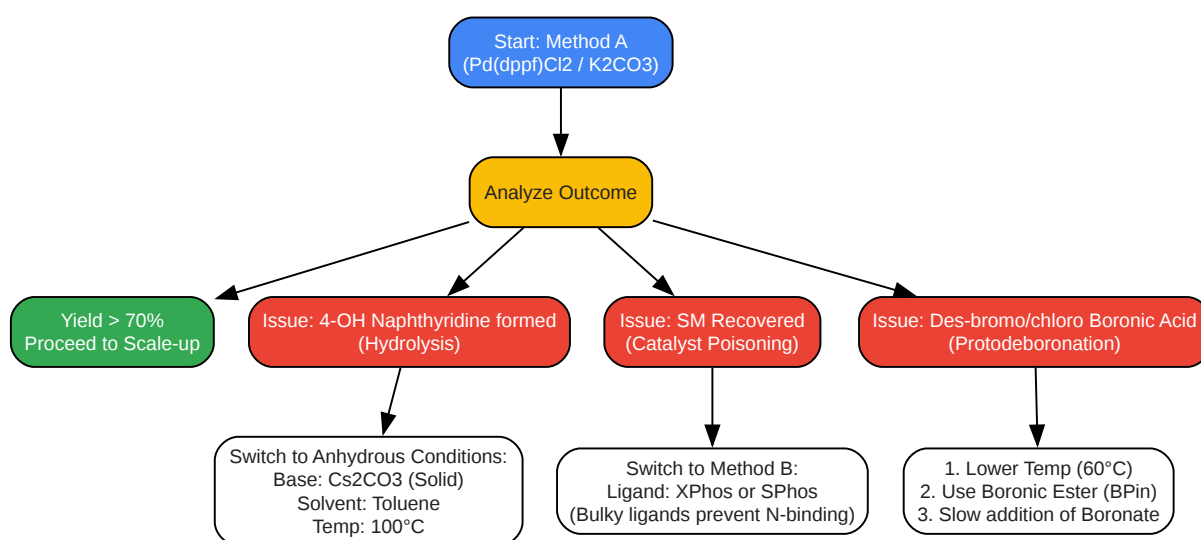 Start: Method A
(Pd(dppf)Cl2 / K2CO3)
Analyze Outcome
Yield > 70%
Proceed to Scale-up
Issue: 4-OH Naphthyridine formed
(Hydrolysis)
Issue: SM Recovered
(Catalyst Poisoning)
Issue: Des-bromo/chloro Boronic Acid
(Protodeboronation)
Switch to Anhydrous Conditions:
Base: Cs2CO3 (Solid)
Solvent: Toluene
Temp: 100°C
Switch to Method B:
Ligand: XPhos or SPhos
(Bulky ligands prevent N-binding)
1. Lower Temp (60°C)
2. Use Boronic Ester (BPin)
3. Slow addition of Boronate